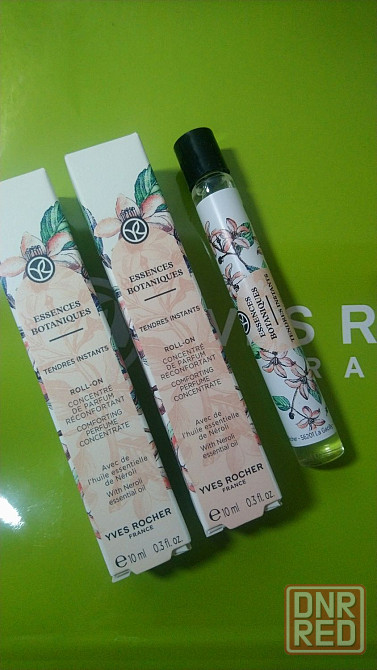 ESSENCES
BOTANIQUES
TENDRES INSTANTS
ROLL-ON
CONCENTRÉ
DE PARFUM
RÉCONFORTANT
COMFORTING
PERFUME
CONCENTRATE
Avec de
l'huile essentielle
de Néroli
With Neroli
essential oil
YVES ROCHER
FRANCE
e 10 ml 0.3 fl. oz.
ESSENCES
BOTANIQUES
TENDRES INSTANTS
ROLL-ON
CONCENTRÉ
DE PARFUM
RÉCONFORTANT
COMFORTING
PERFUME
CONCENTRATE
Avec de
l'huile essentielle
de Néroli
With Neroli
essential oil
YVES ROCHER
FRANCE
e 10 ml 0.3 fl. oz.
ESSENCES
BOTANIQUES
TENDRES INSTANTS
56201 La Gacilly
S R
R A
DNR
RED